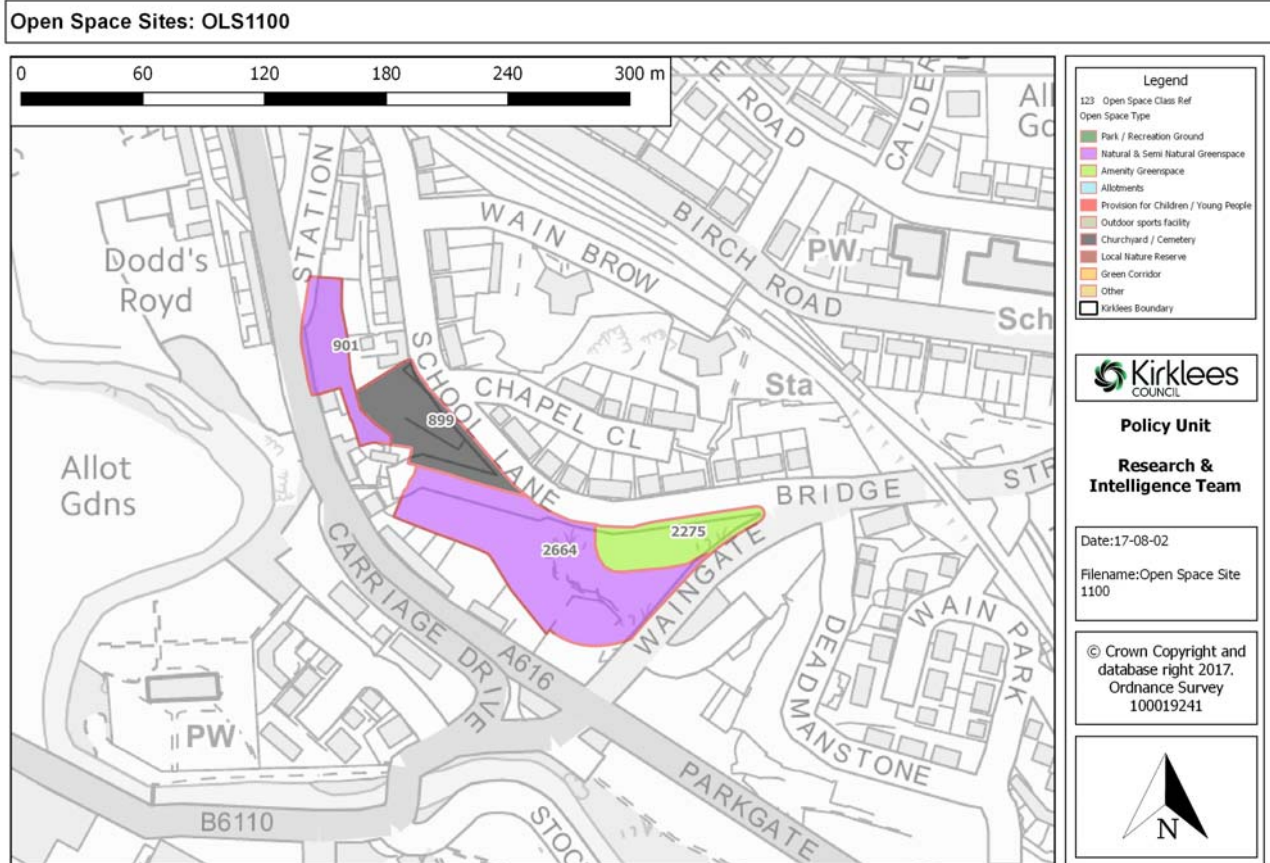 Open Space Sites: OLS1100
0 60 120 180 240 300 m
Legend
123 Open Space Class Ref
Open Space Type
Park / Recreation Ground
Natural & Semi Natural Greenspace
Amenity Greenspace
Allotments
Provision for Children / Young People
Outdoor sports facility
Churchyard / Cemetery
Local Nature Reserve
Green Corridor
Other
Kirklees Boundary
Kirklees
COUNCIL
Policy Unit
Research &
Intelligence Team
Date:17-08-02
Filename:Open Space Site
1100
© Crown Copyright and
database right 2017.
Ordnance Survey
100019241
N
ROAD
CALDER
STATION
WAIN BROW
BIRCH ROAD
PW
Sch
Dodd's
Royd
901
SCHOOL LANE
899
CHAPEL CL
Sta
Allot
Gdns
BRIDGE
2275
2664
WAINGATE
CARRIAGE DRIVE
A616
WAIN PARK
DEADMANSTONE
PW
PARKGATE
B6110